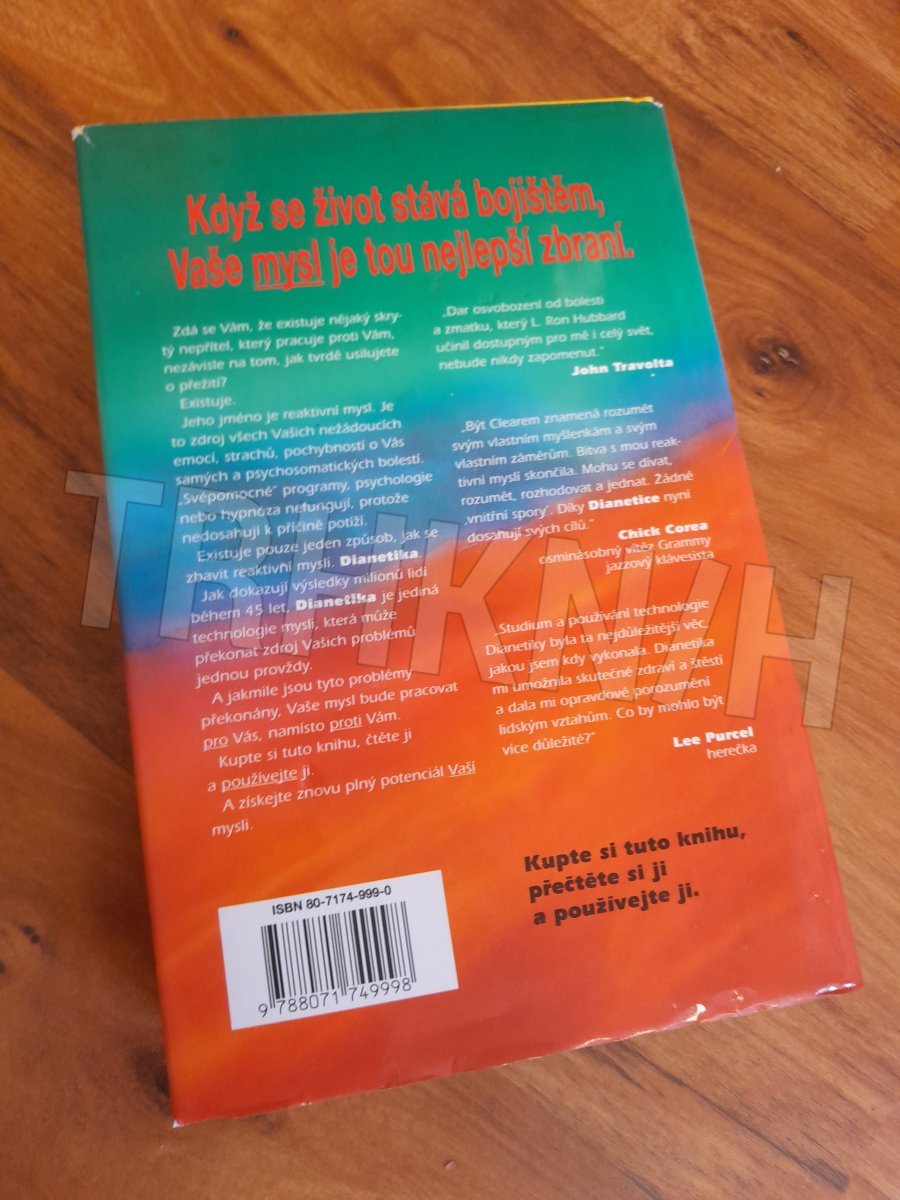 Když se život stává bojištěm,
Vaše mysl je tou nejlepší zbraní.
Zdá se Vám, že existuje nějaký skry-
tý nepřítel, který pracuje proti Vám,
nezávisle na tom, jak tvrdě usilujete
o přežití?
Existuje.
Jeho jméno je reaktivní mysl. Je
to zdroj všech Vašich nežádoucích
emocí, strachů, pochybností o Vás
samých a psychosomatických bolestí.
„Svépomocné" programy, psychologie
nebo hypnóza nefungují, protože
nedosahují k příčině potíží.
Existuje pouze jeden způsob, jak se
zbavit reaktivní mysli. Dianetika.
Jak dokazují výsledky milionů lidí
během 45 let, Dianetika je jediná
technologie mysli, která může
překonat zdroj Vašich problémů
jednou provždy.
A jakmile jsou tyto problémy
překonány, Vaše mysl bude pracovat
pro Vás, namísto proti Vám.
Kupte si tuto knihu, čtěte ji
a používejte ji.
A získejte znovu plný potenciál Vaší
mysli.
„Dar osvobození od bolesti
a zmatku, který L. Ron Hubbard
učinil dostupným pro mě i celý svět,
nebude nikdy zapomenut."
John Travolta
„Být Clearem znamená rozumět
svým vlastním myšlenkám a svým
vlastním záměrům. Bitva s mou reak-
tivní myslí skončila. Mohu se dívat,
rozumět, rozhodovat a jednat. Žádné
‚vnitřní spory'. Díky Dianetice nyní
dosahuji svých cílů."
Chick Corea
osminásobný vítěz Grammy
jazzový klávesista
„Studium a používání technologie
Dianetiky byla ta nejdůležitější věc,
jakou jsem kdy vykonala. Dianetika
mi umožnila skutečné zdraví a štěstí
a dala mi opravdové porozumění
lidským vztahům. Co by mohlo být
více důležité?"
Lee Purcel
herečka
Kupte si tuto knihu,
přečtěte si ji
a používejte ji.
ISBN 80-7174-999-0
9 788071 749998
TRHKNIH